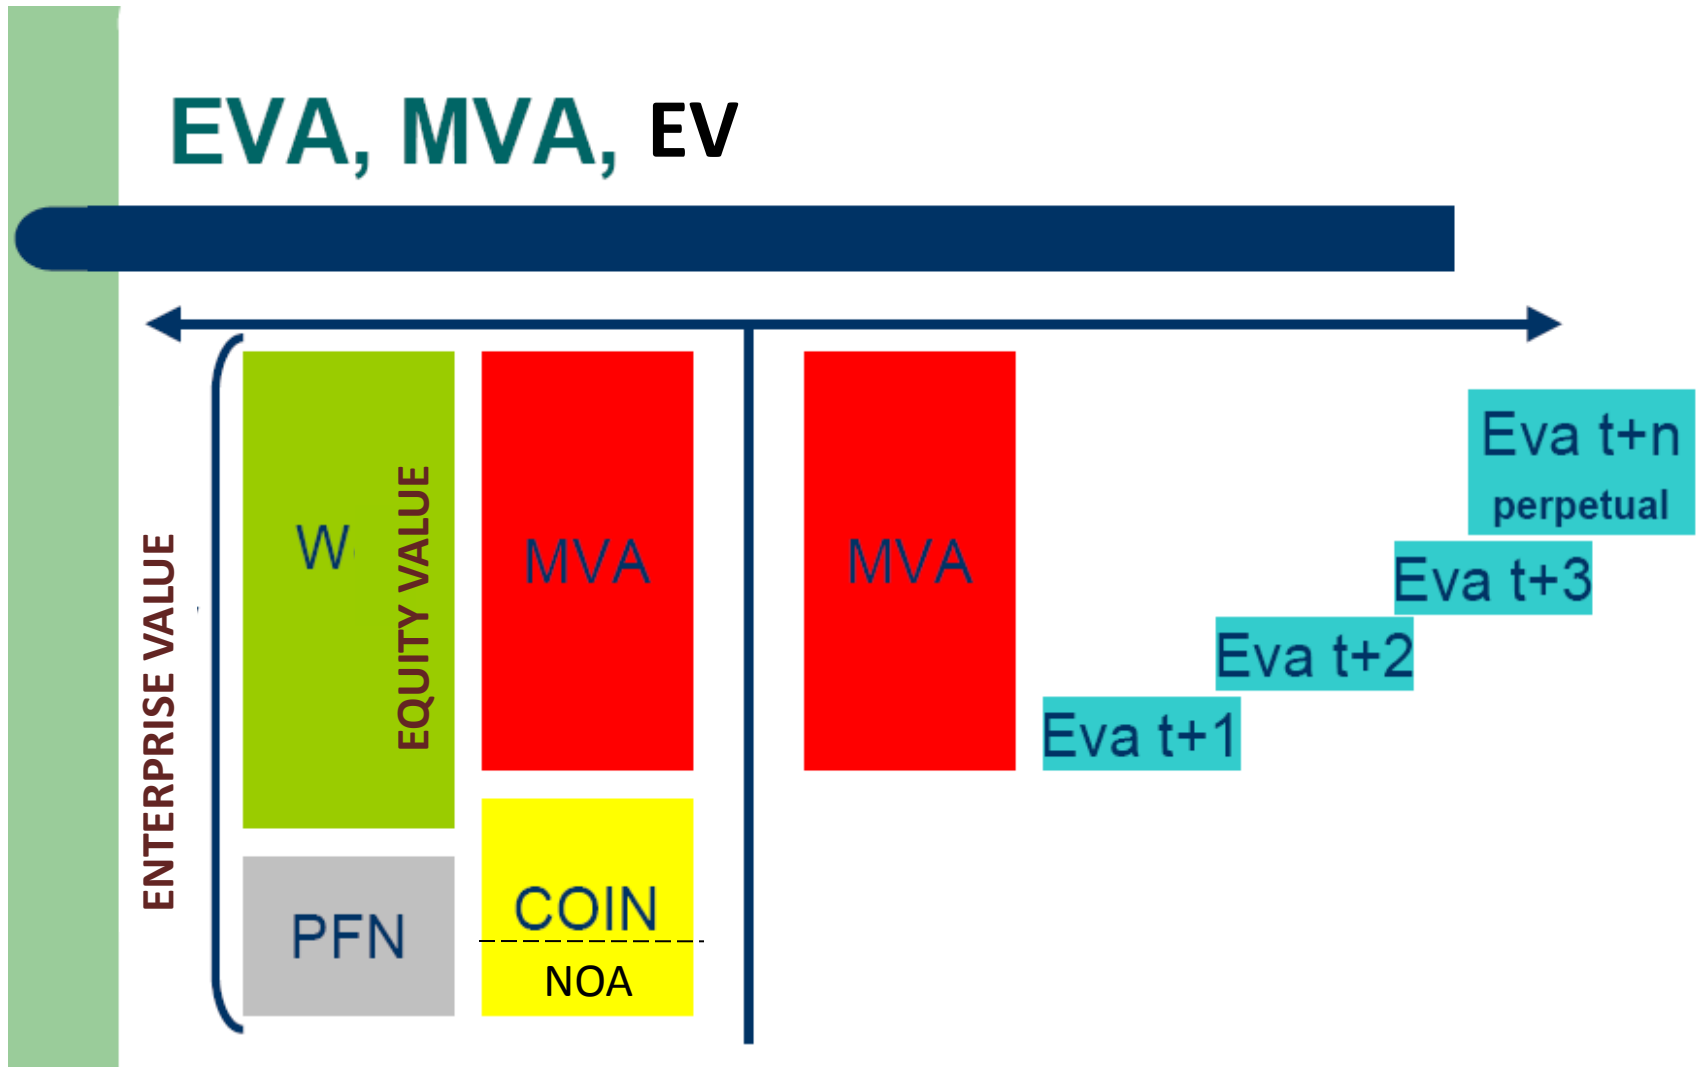 EVA, MVA, EV
ENTERPRISE VALUE
W
EQUITY VALUE
MVA
MVA
Eva t+n
perpetual
Eva t+3
Eva t+2
Eva t+1
PFN
COIN
NOA